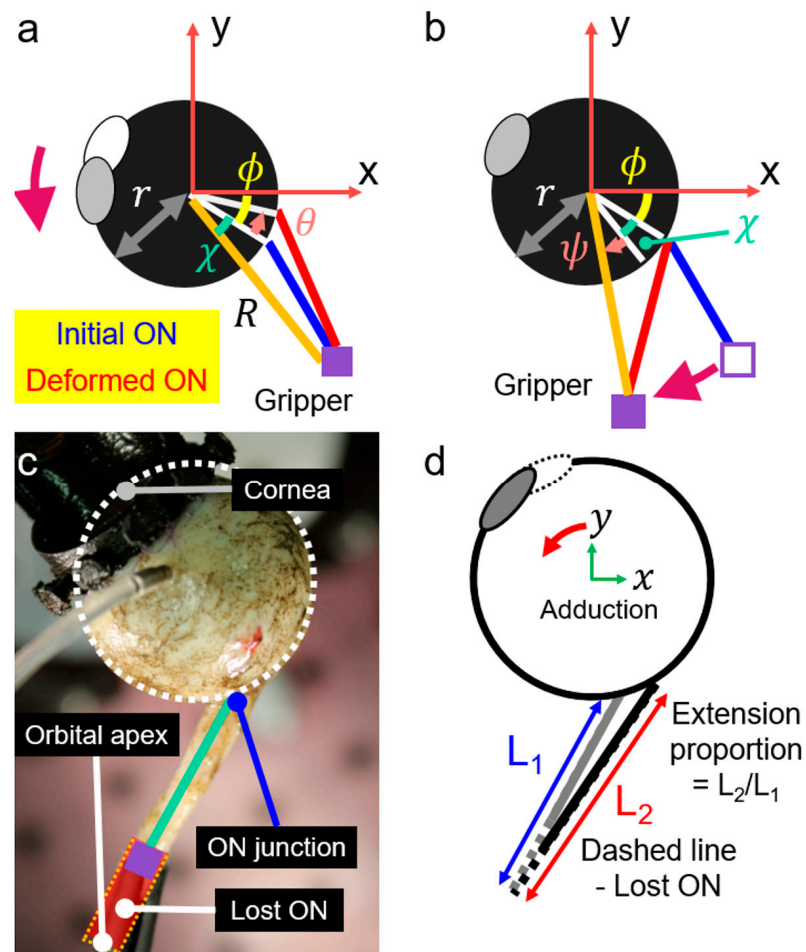 a
y
x
r
ϕ
θ
χ
R
Initial ON
Deformed ON
Gripper
b
y
x
r
ϕ
ψ
χ
Gripper
c
Cornea
Orbital apex
ON junction
Lost ON
d
y
x
Adduction
L₁
L₂
Extension
proportion
= L₂/L₁
Dashed line
- Lost ON